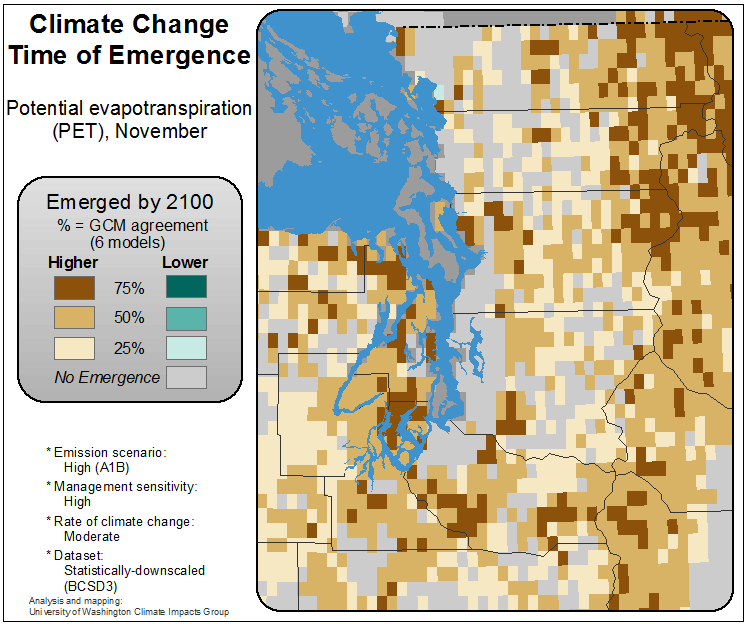 Climate Change
Time of Emergence
Potential evapotranspiration
(PET), November
Emerged by 2100
% = GCM agreement
(6 models)
Higher Lower
75%
50%
25%
No Emergence
* Emission scenario:
High (A1B)
* Management sensitivity:
High
* Rate of climate change:
Moderate
* Dataset:
Statistically-downscaled
(BCSD3)
Analysis and mapping:
University of Washington Climate Impacts Group